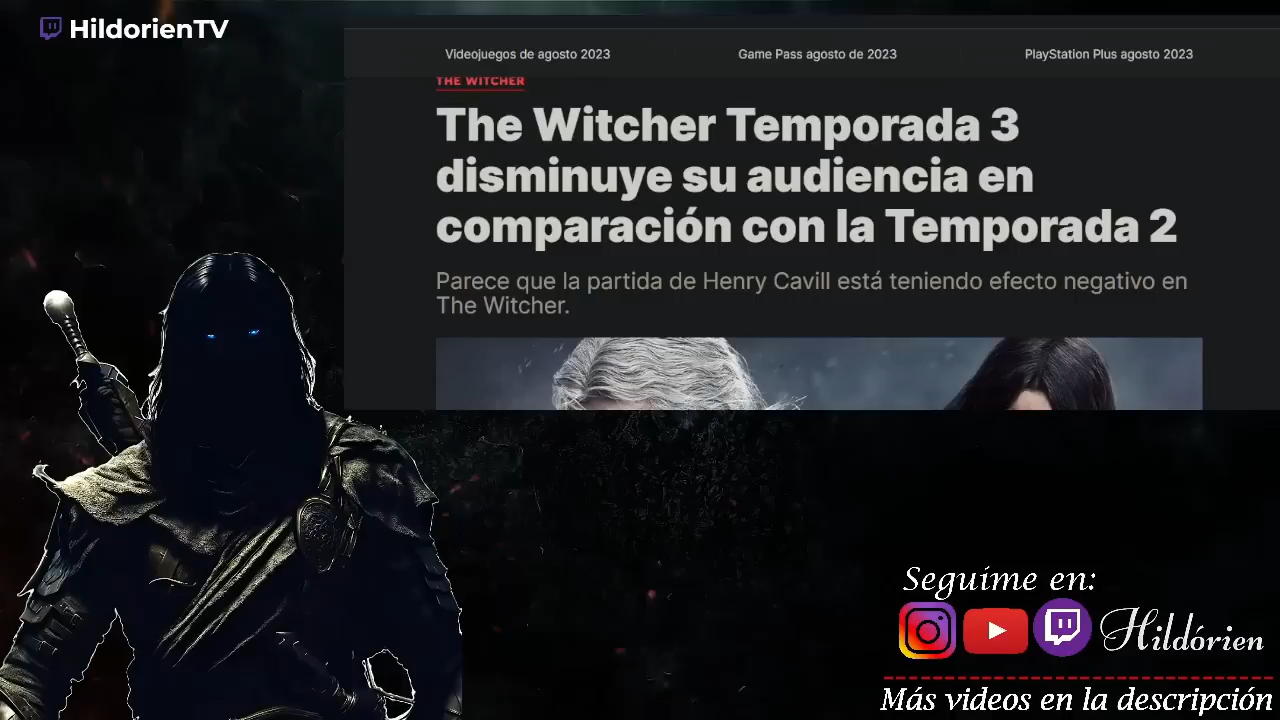 HildorienTV
Videojuegos de agosto 2023
Game Pass agosto de 2023
PlayStation Plus agosto 2023
THE WITCHER
The Witcher Temporada 3
disminuye su audiencia en
comparación con la Temporada 2
Parece que la partida de Henry Cavill está teniendo efecto negativo en
The Witcher.
Seguíme en:
Hildórien
Más videos en la descripción